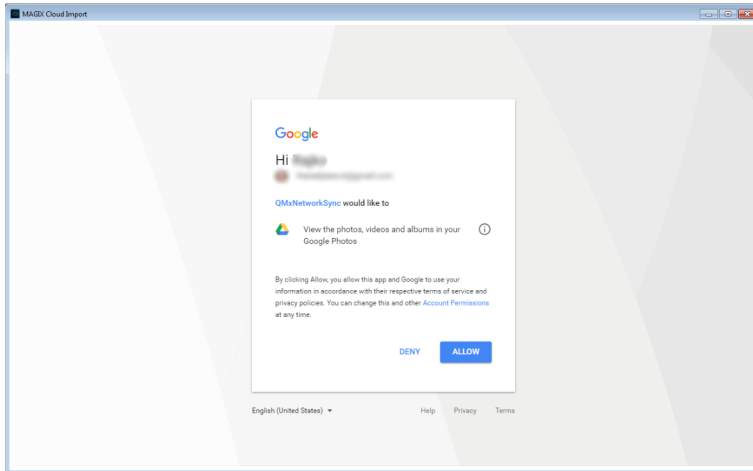 MAGIX Cloud Import
Google
Hi
QMxNetworkSync would like to
View the photos, videos and albums in your
Google Photos
By clicking Allow, you allow this app and Google to use your
information in accordance with their respective terms of service and
privacy policies. You can change this and other Account Permissions
at any time.
DENY
ALLOW
English (United States)
Help Privacy Terms